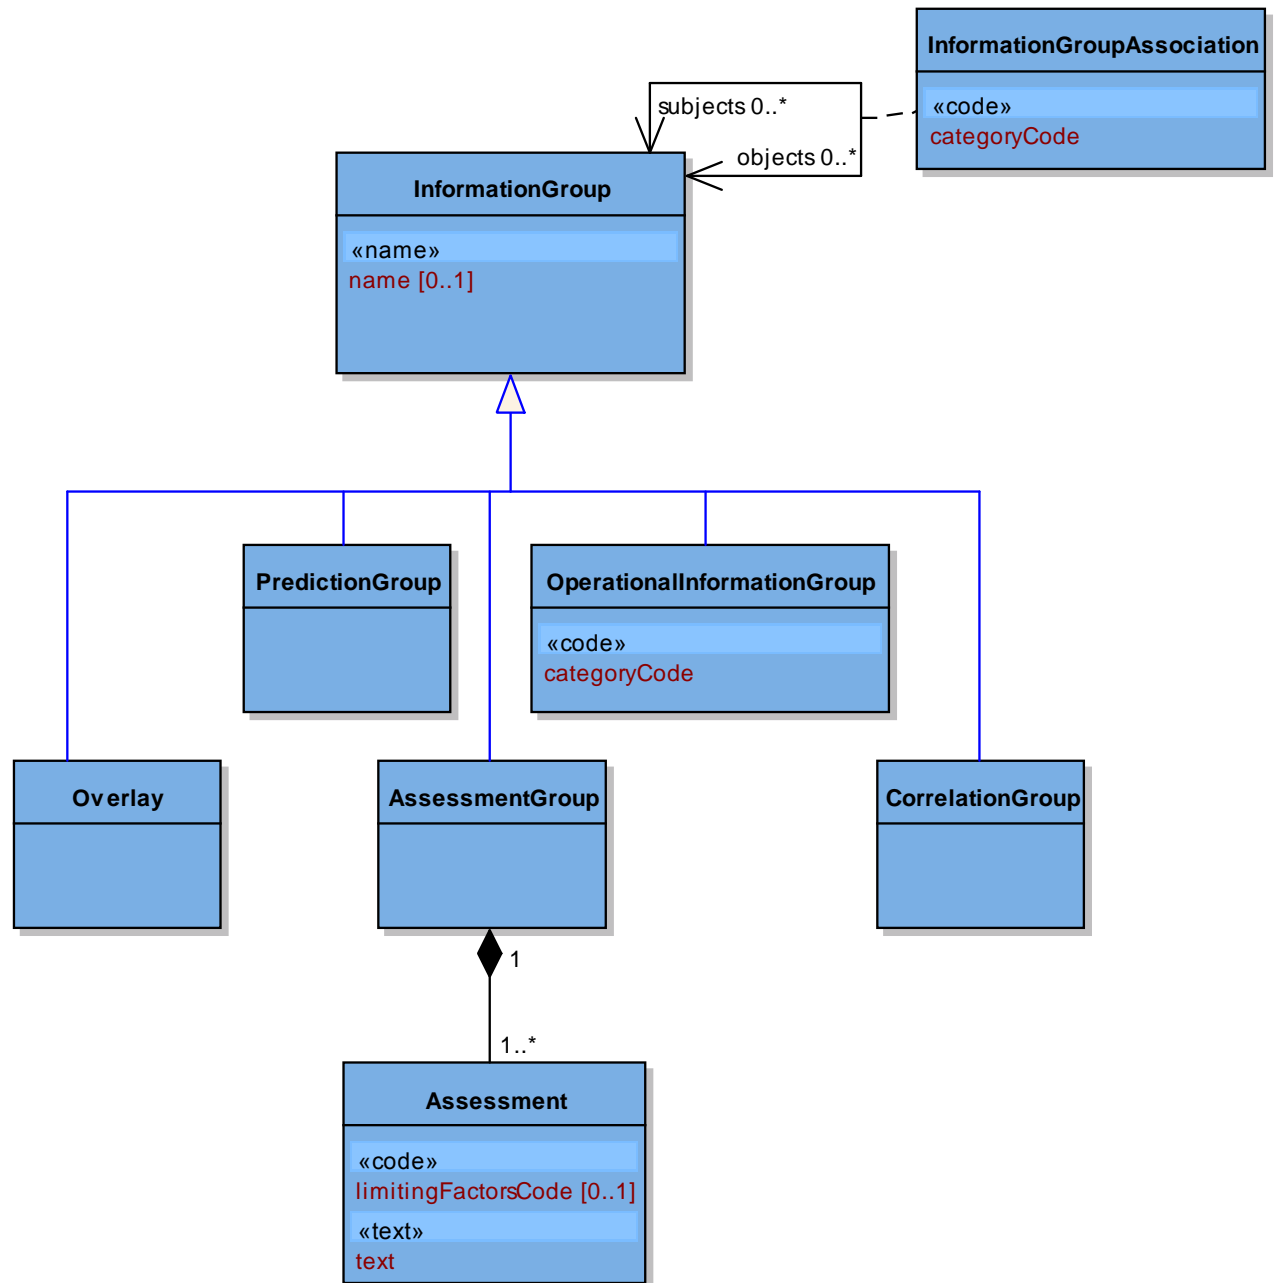 InformationGroupAssociation
«code»
categoryCode
subjects 0..*
objects 0..*
InformationGroup
«name»
name [0..1]
PredictionGroup
OperationalInformationGroup
«code»
categoryCode
Overlay
AssessmentGroup
CorrelationGroup
1
1..*
Assessment
«code»
limitingFactorsCode [0..1]
«text»
text